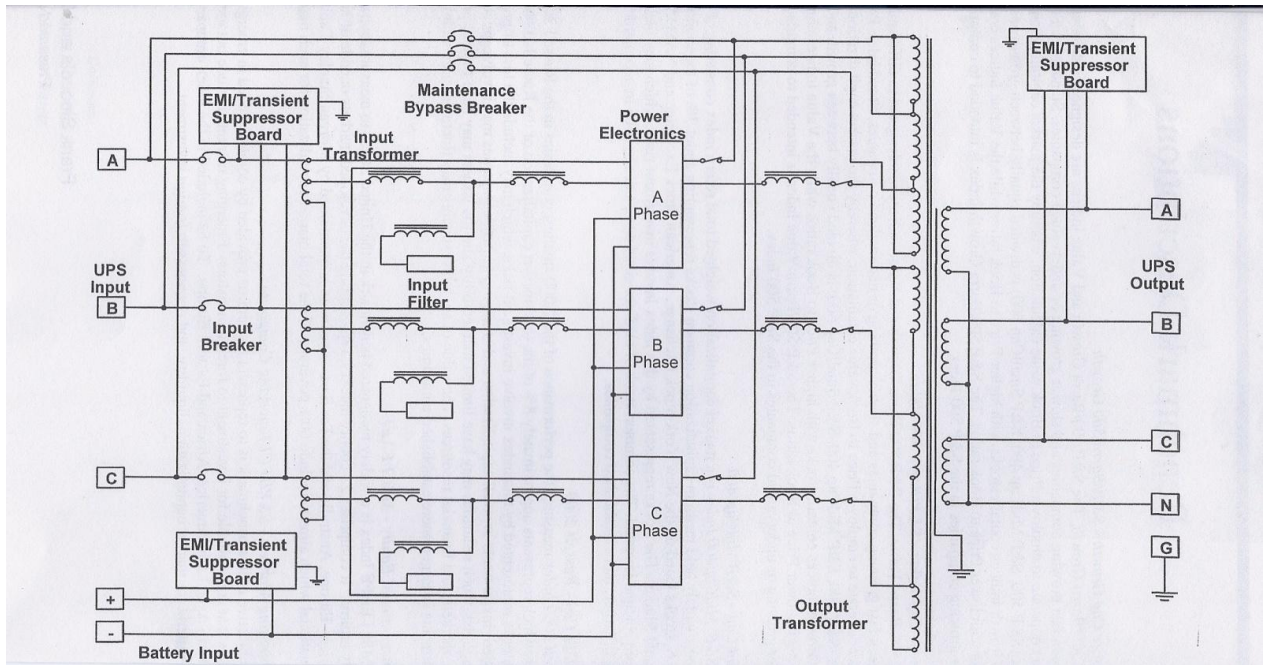 Maintenance
Bypass Breaker
EMI/Transient
Suppressor
Board
EMI/Transient
Suppressor
Board
Input
Transformer
Power
Electronics
A
A
Phase
A
UPS
Input
B
Input
Breaker
Input
Filter
B
Phase
UPS
Output
B
C
C
Phase
C
N
G
EMI/Transient
Suppressor
Board
+
-
Battery Input
Output
Transformer